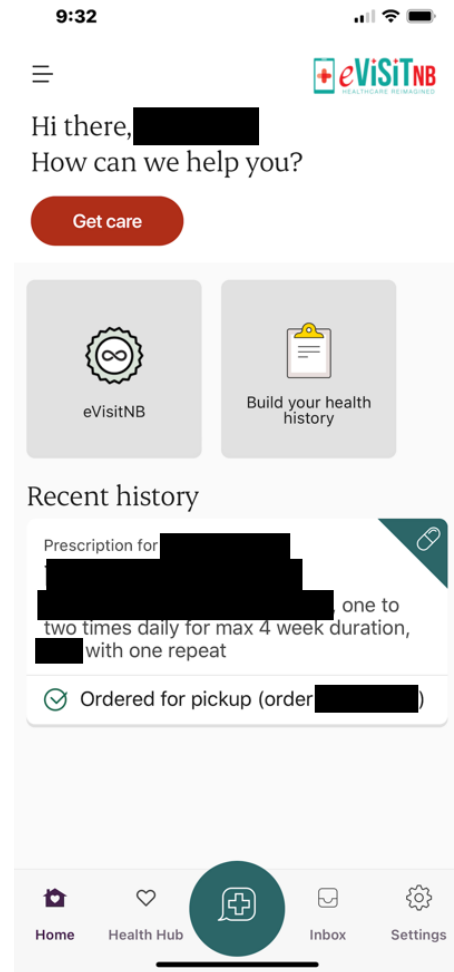 9:32
eVisitNB
HEALTHCARE REIMAGINED
Hi there,
How can we help you?
Get care
eVisitNB
Build your health
history
Recent history
Prescription for
, one to
two times daily for max 4 week duration,
with one repeat
Ordered for pickup (order )
Home
Health Hub
Inbox
Settings